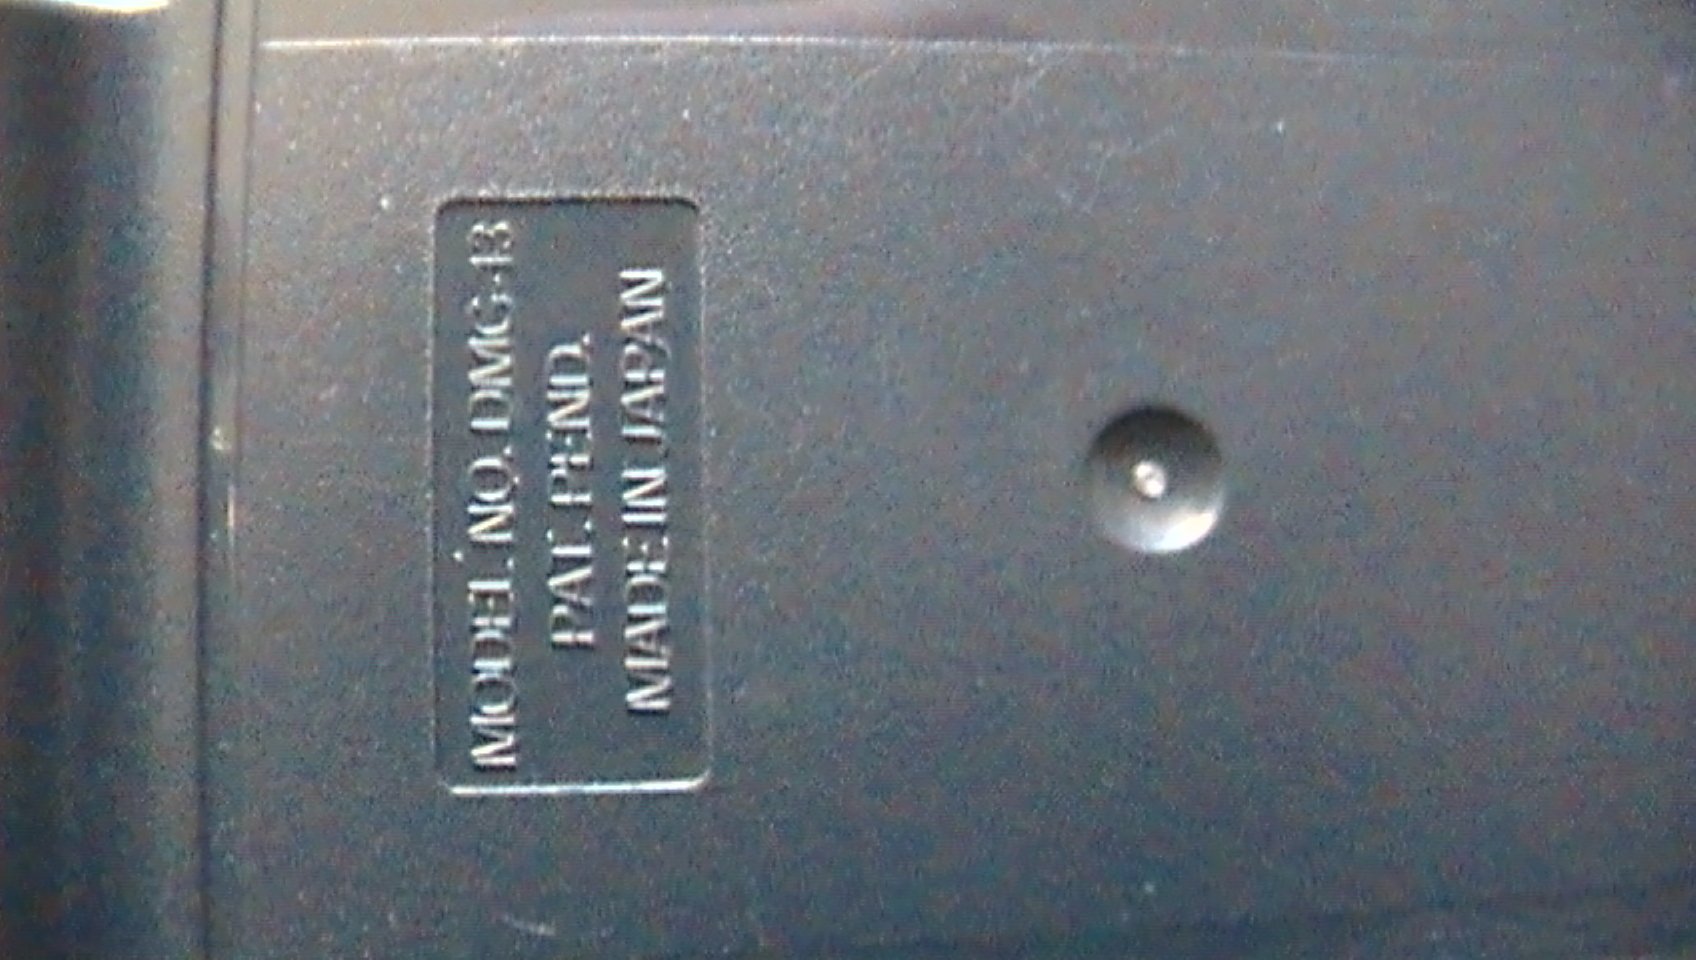 MODEL NO. DMG-13
PAT. PEND.
MADE IN JAPAN